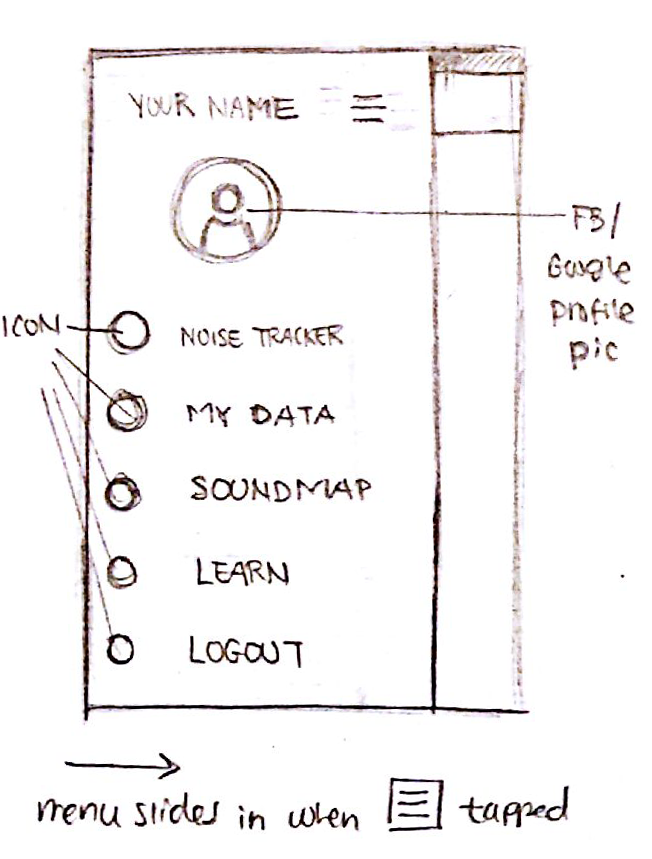 YOUR NAME
FB/
Google
profile
pic
ICON
NOISE TRACKER
MY DATA
SOUNDMAP
LEARN
LOGOUT
menu slides in when tapped